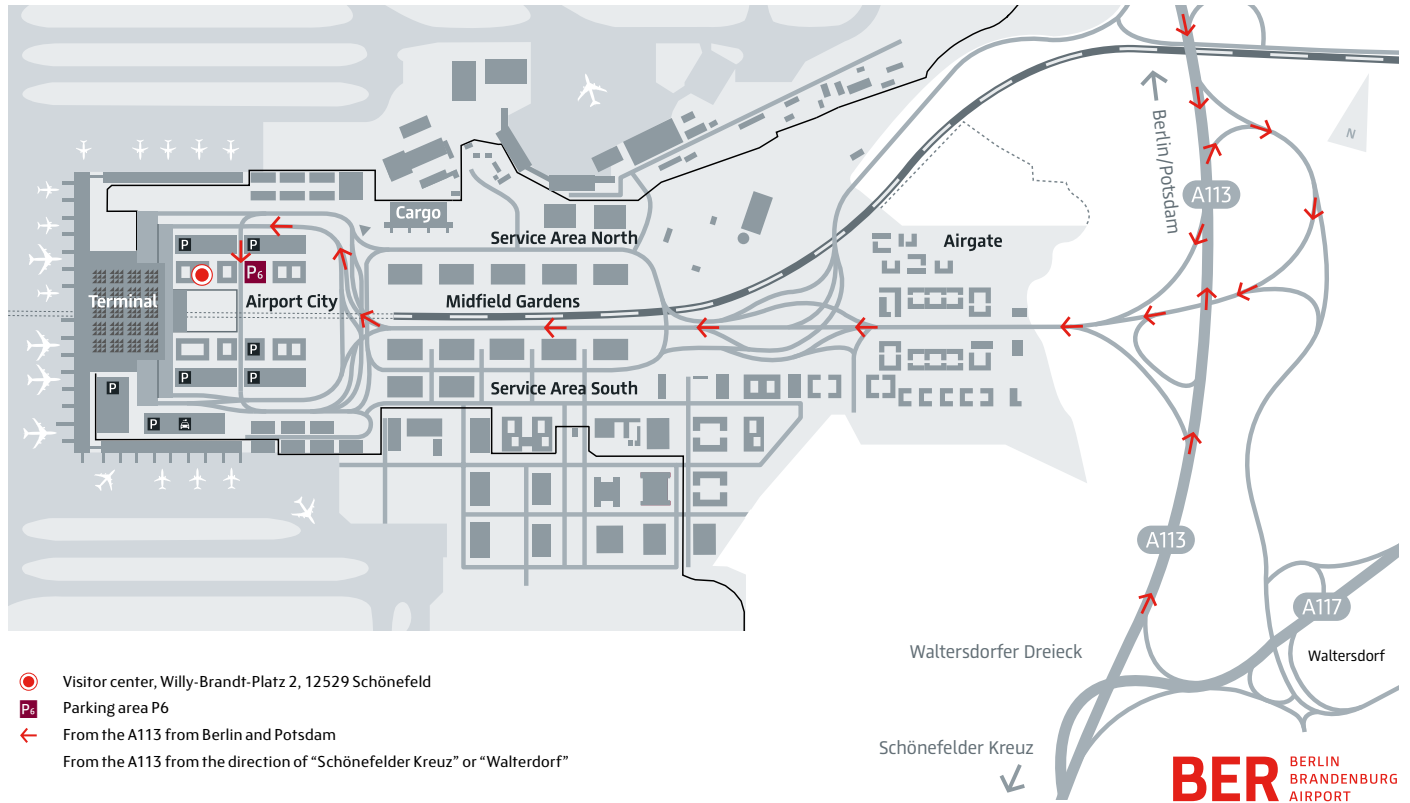 Berlin/Potsdam
N
A113
Cargo
Service Area North
Airgate
P
P
P6
Terminal
Airport City
Midfield Gardens
P
P
P
P
Service Area South
P
A113
A117
Waltersdorfer Dreieck
Waltersdorf
Visitor center, Willy-Brandt-Platz 2, 12529 Schönefeld
P6 Parking area P6
From the A113 from Berlin and Potsdam
From the A113 from the direction of “Schönefelder Kreuz” or “Walterdorf”
Schönefelder Kreuz
BER
BERLIN
BRANDENBURG
AIRPORT